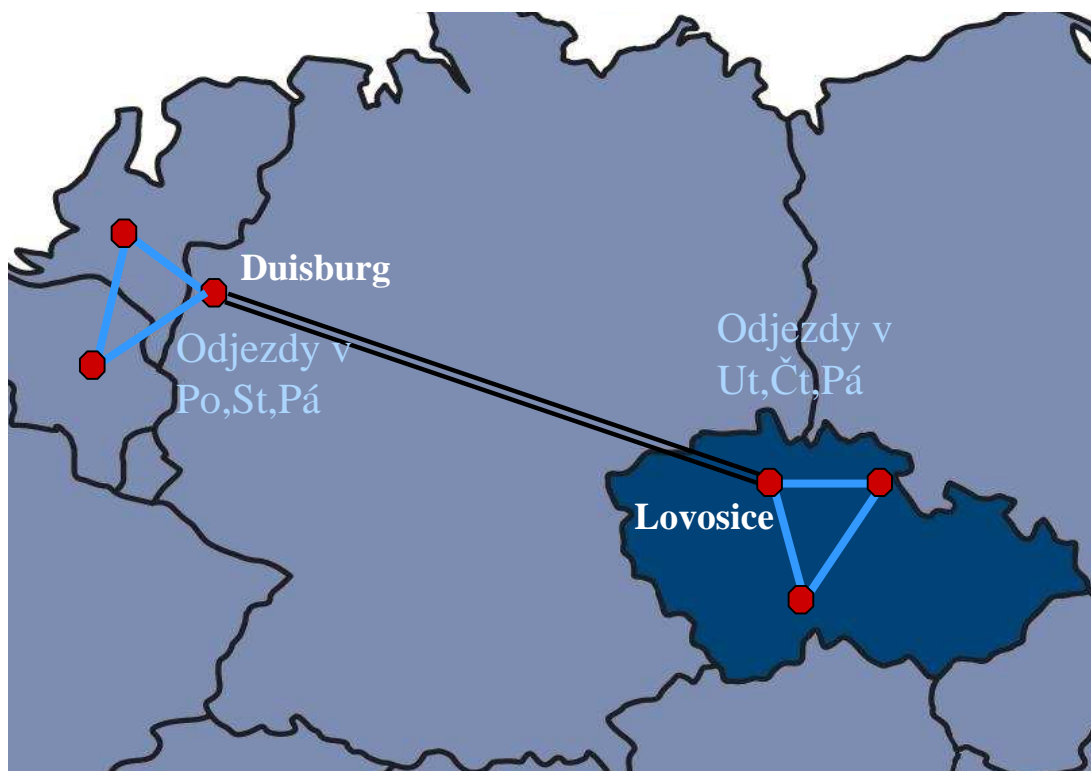 Duisburg
Odjezdy v
Po,St,Pá
Odjezdy v
Ut,Čt,Pá
Lovosice